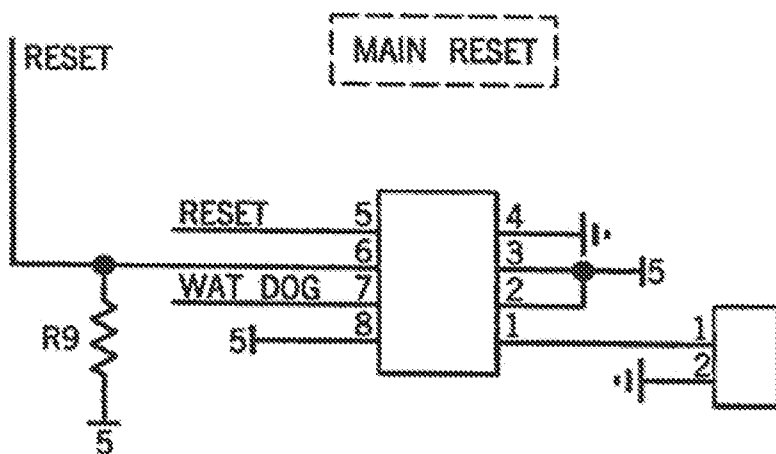 RESET
MAIN RESET
RESET 5 4
6 3
5
WAT DOG 7 2
8 1 1
5
2
R9
5